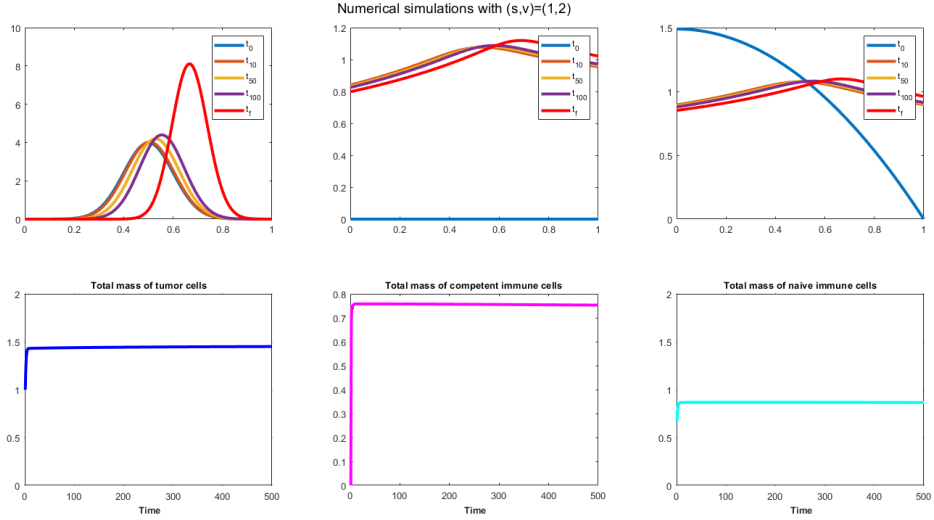 Numerical simulations with (s,v)=(1,2)
10
8
6
4
2
0
0 0.2 0.4 0.6 0.8 1
t0
t10
t50
t100
tf
1.2
1
0.8
0.6
0.4
0.2
0
0 0.2 0.4 0.6 0.8 1
t0
t10
t50
t100
tf
1.5
1
0.5
0
0 0.2 0.4 0.6 0.8 1
t0
t10
t50
t100
tf
Total mass of tumor cells
2
1.5
1
0.5
0
0 100 200 300 400 500
Time
Total mass of competent immune cells
0.8
0.7
0.6
0.5
0.4
0.3
0.2
0.1
0
0 100 200 300 400 500
Time
Total mass of naive immune cells
2
1.5
1
0.5
0
0 100 200 300 400 500
Time